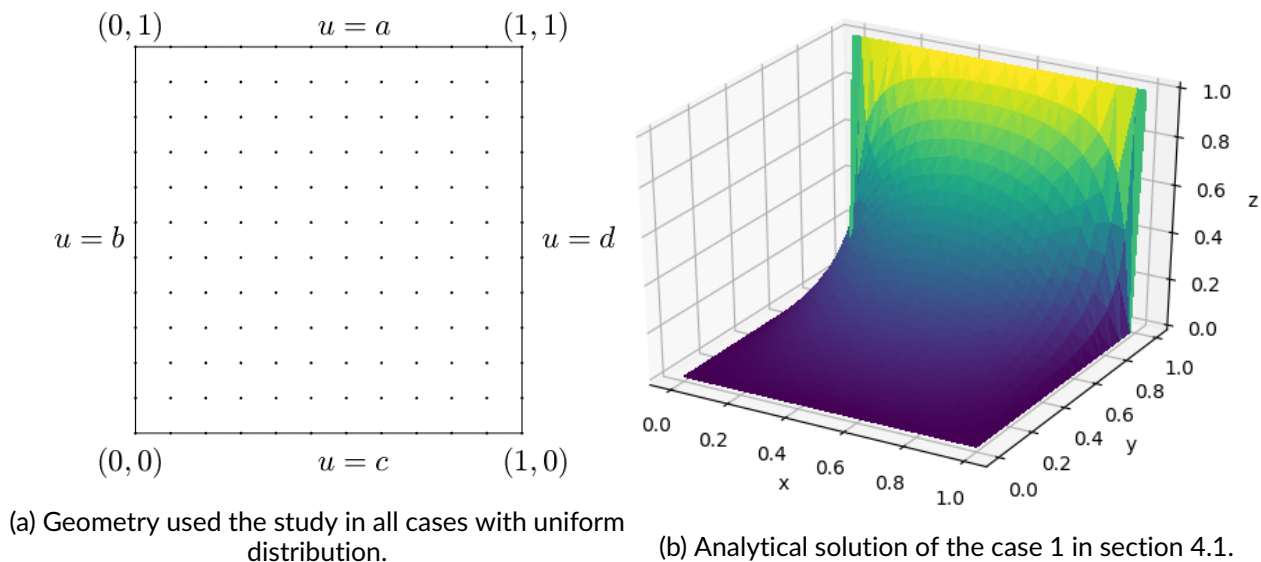 (0, 1)
u = a
(1, 1)
u = b
u = d
(0, 0)
u = c
(1, 0)
(a) Geometry used the study in all cases with uniform
distribution.
1.0
0.8
0.6
z
0.4
0.2
0.0
1.0
0.8
0.6
y
0.4
0.2
0.0
0.0
0.2
0.4
x
0.6
0.8
1.0
(b) Analytical solution of the case 1 in section 4.1.